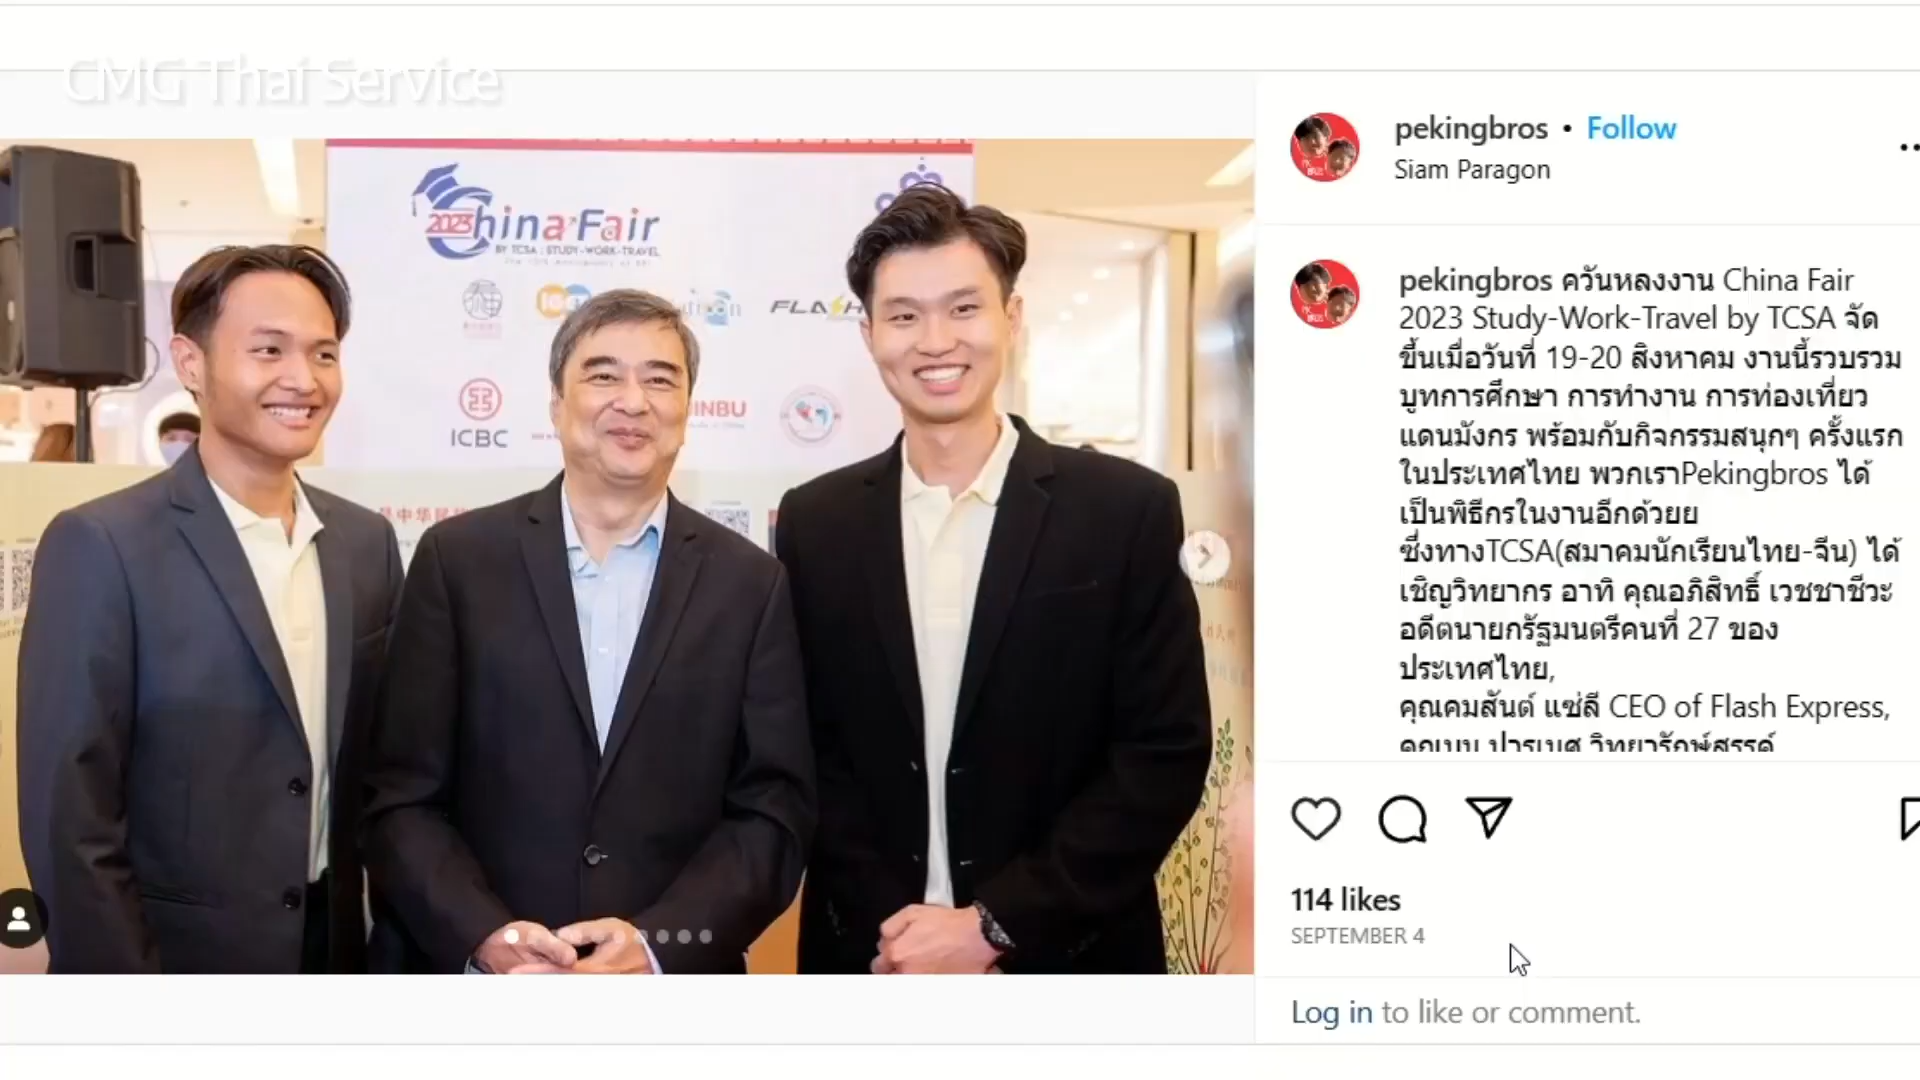 CMG Thai Service
2023 China Fair
BY TCSA : STUDY-WORK-TRAVEL
FLASH
ICBC
JINBU
pekingbros • Follow
Siam Paragon
pekingbros ควันหลงงาน China Fair
2023 Study-Work-Travel by TCSA จัด
ขึ้นเมื่อวันที่ 19-20 สิงหาคม งานนี้รวบรวม
บูทการศึกษา การทำงาน การท่องเที่ยว
แดนมังกร พร้อมกับกิจกรรมสนุกๆ ครั้งแรก
ในประเทศไทย พวกเราPekingbros ได้
เป็นพิธีกรในงานอีกด้วยย
ซึ่งทางTCSA(สมาคมนักเรียนไทย-จีน) ได้
เชิญวิทยากร อาทิ คุณอภิสิทธิ์ เวชชาชีวะ
อดีตนายกรัฐมนตรีคนที่ 27 ของ
ประเทศไทย,
คุณคมสันต์ แซ่ลี CEO of Flash Express,
114 likes
SEPTEMBER 4
Log in to like or comment.